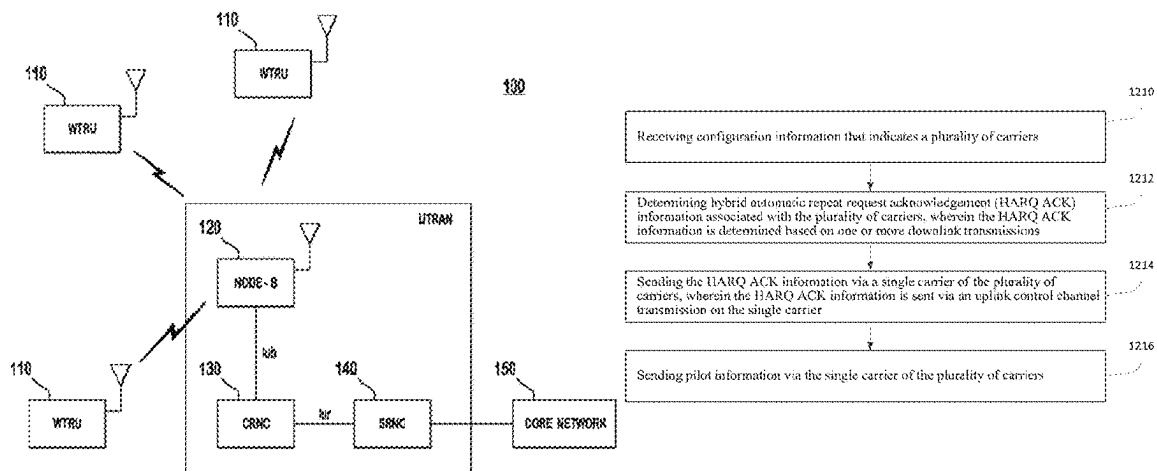 110
WTRU
110
WTRU
100
UTRAN
120
NODE-B
Iub
110
WTRU
130
CRNC
Iur
140
SRNC
150
CORE NETWORK
1210
Receiving configuration information that indicates a plurality of carriers
1212
Determining hybrid automatic repeat request acknowledgement (HARQ ACK)
information associated with the plurality of carriers, wherein the HARQ ACK
information is determined based on one or more downlink transmissions
1214
Sending the HARQ ACK information via a single carrier of the plurality of
carriers, wherein the HARQ ACK information is sent via an uplink control channel
transmission on the single carrier
1216
Sending pilot information via the single carrier of the plurality of carriers